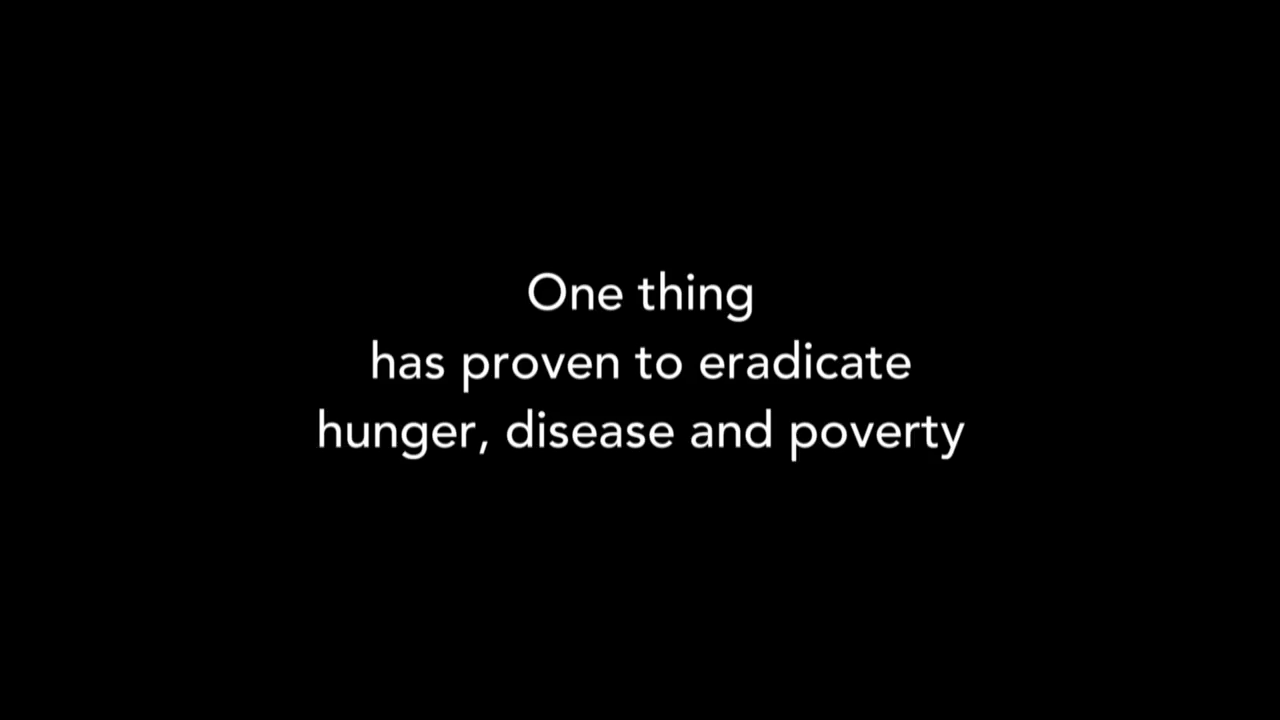 One thing
has proven to eradicate
hunger, disease and poverty